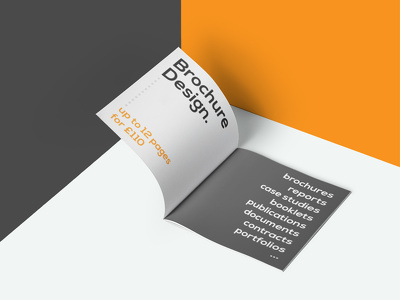 Brochure
Design.
up to 12 pages
for £110
brochures
reports
case studies
booklets
publications
documents
contracts
portfolios
...